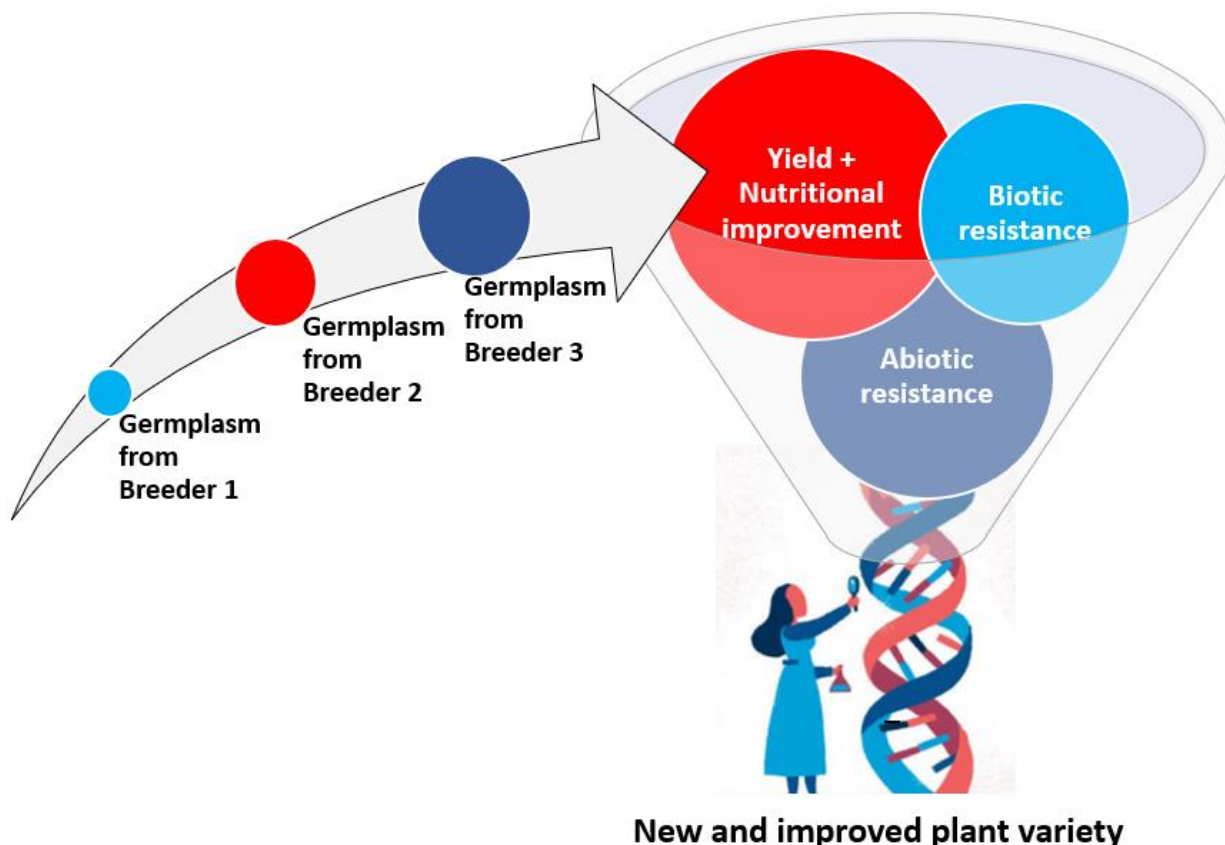 Yield +
Nutritional
improvement
Biotic
resistance
Germplasm
from
Breeder 3
Germplasm
from
Breeder 2
Abiotic
resistance
Germplasm
from
Breeder 1
New and improved plant variety